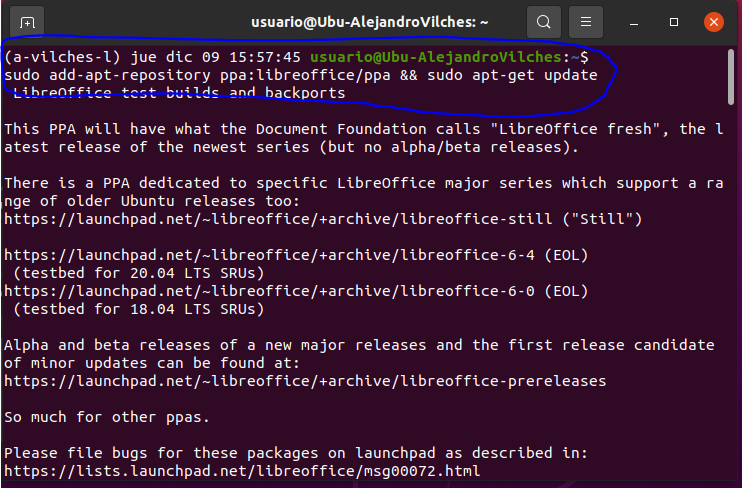 usuario@Ubu-AlejandroVilches: ~
(a-vilches-l) jue dic 09 15:57:45 usuario@Ubu-AlejandroVilches:~$
sudo add-apt-repository ppa:libreoffice/ppa && sudo apt-get update
 LibreOffice test builds and backports

This PPA will have what the Document Foundation calls "LibreOffice fresh", the l
atest release of the newest series (but no alpha/beta releases).

There is a PPA dedicated to specific LibreOffice major series which support a ra
nge of older Ubuntu releases too:
https://launchpad.net/~libreoffice/+archive/libreoffice-still ("Still")

https://launchpad.net/~libreoffice/+archive/libreoffice-6-4 (EOL)
 (testbed for 20.04 LTS SRUs)
https://launchpad.net/~libreoffice/+archive/libreoffice-6-0 (EOL)
 (testbed for 18.04 LTS SRUs)

Alpha and beta releases of a new major releases and the first release candidate
of minor updates can be found at:
https://launchpad.net/~libreoffice/+archive/libreoffice-prereleases

So much for other ppas.

Please file bugs for these packages on launchpad as described in:
https://lists.launchpad.net/libreoffice/msg00072.html